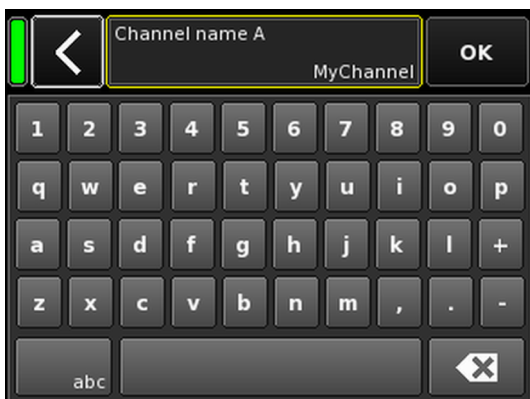 Channel name A
MyChannel
OK
1 2 3 4 5 6 7 8 9 0
q w e r t y u i o p
a s d f g h j k l +
z x c v b n m , . -
abc